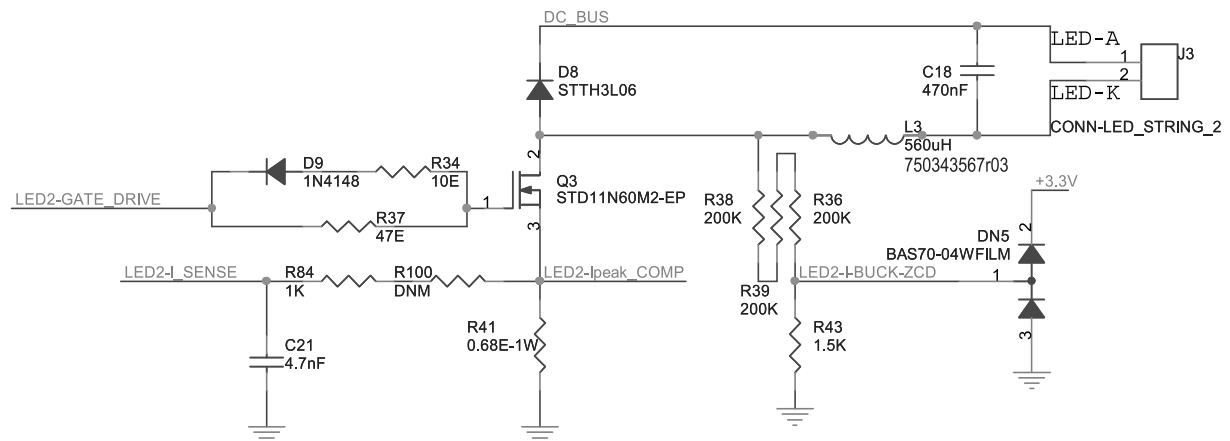 DC_BUS
LED-A
1
J3
D8
STTH3L06
C18
470nF
2
LED-K
CONN-LED_STRING_2
L3
560uH
750343567r03
D9
1N4148
R34
10E
2
Q3
STD11N60M2-EP
LED2-GATE_DRIVE
1
R37
47E
3
R38
200K
R36
200K
+3.3V
2
DN5
BAS70-04WFILM
LED2-I_SENSE
R84
1K
R100
DNM
LED2-Ipeak_COMP
LED2-I-BUCK-ZCD
1
R39
200K
R41
0.68E-1W
R43
1.5K
3
C21
4.7nF